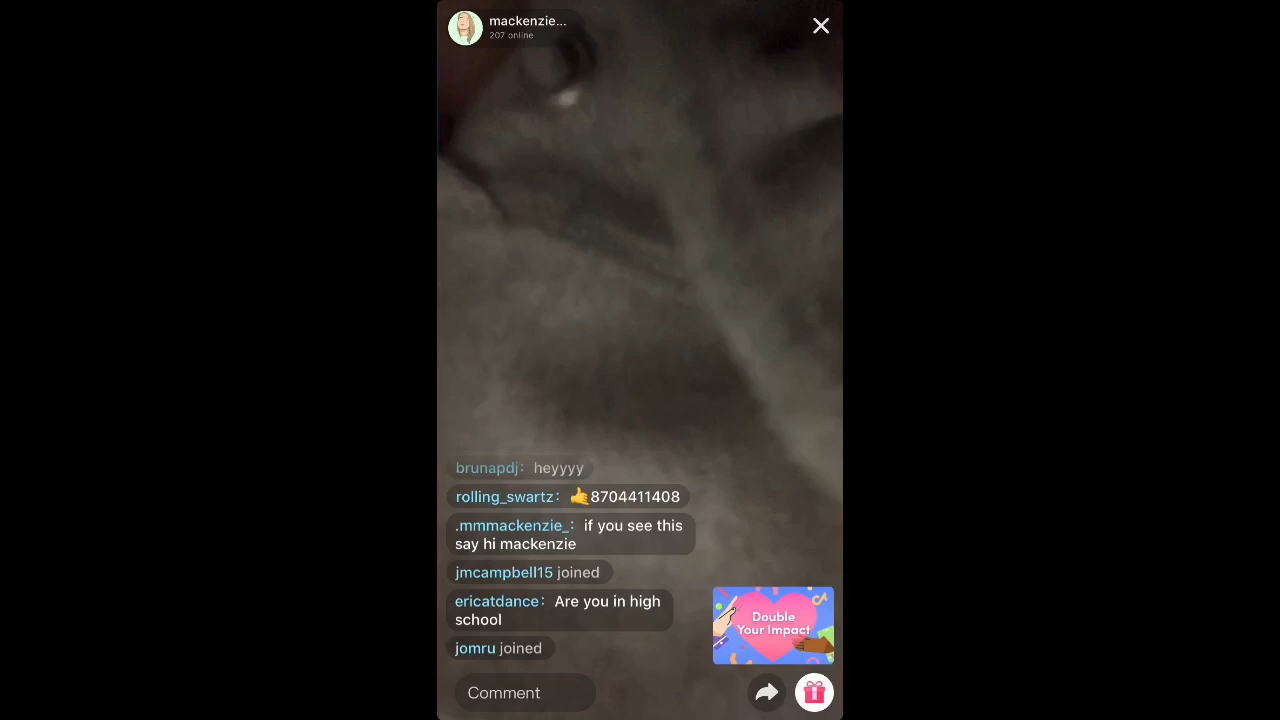 mackenzie...
207 online
brunapdj: heyyyy
rolling_swartz: 🤙8704411408
.mmmackenzie_: if you see this
say hi mackenzie
jmcampbell15 joined
ericatdance: Are you in high
school
jomru joined
Double
Your Impact
Comment